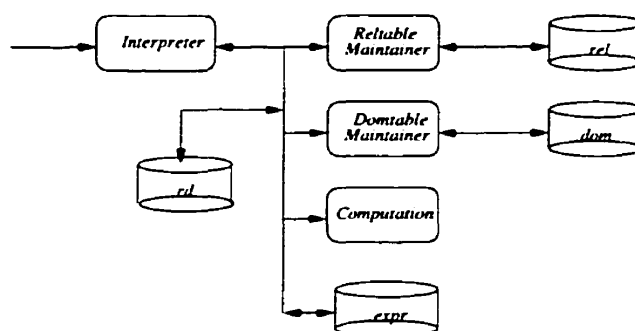 Interpreter
Reltable
Maintainer
rel
Domtable
Maintainer
dom
rd
Computation
expr